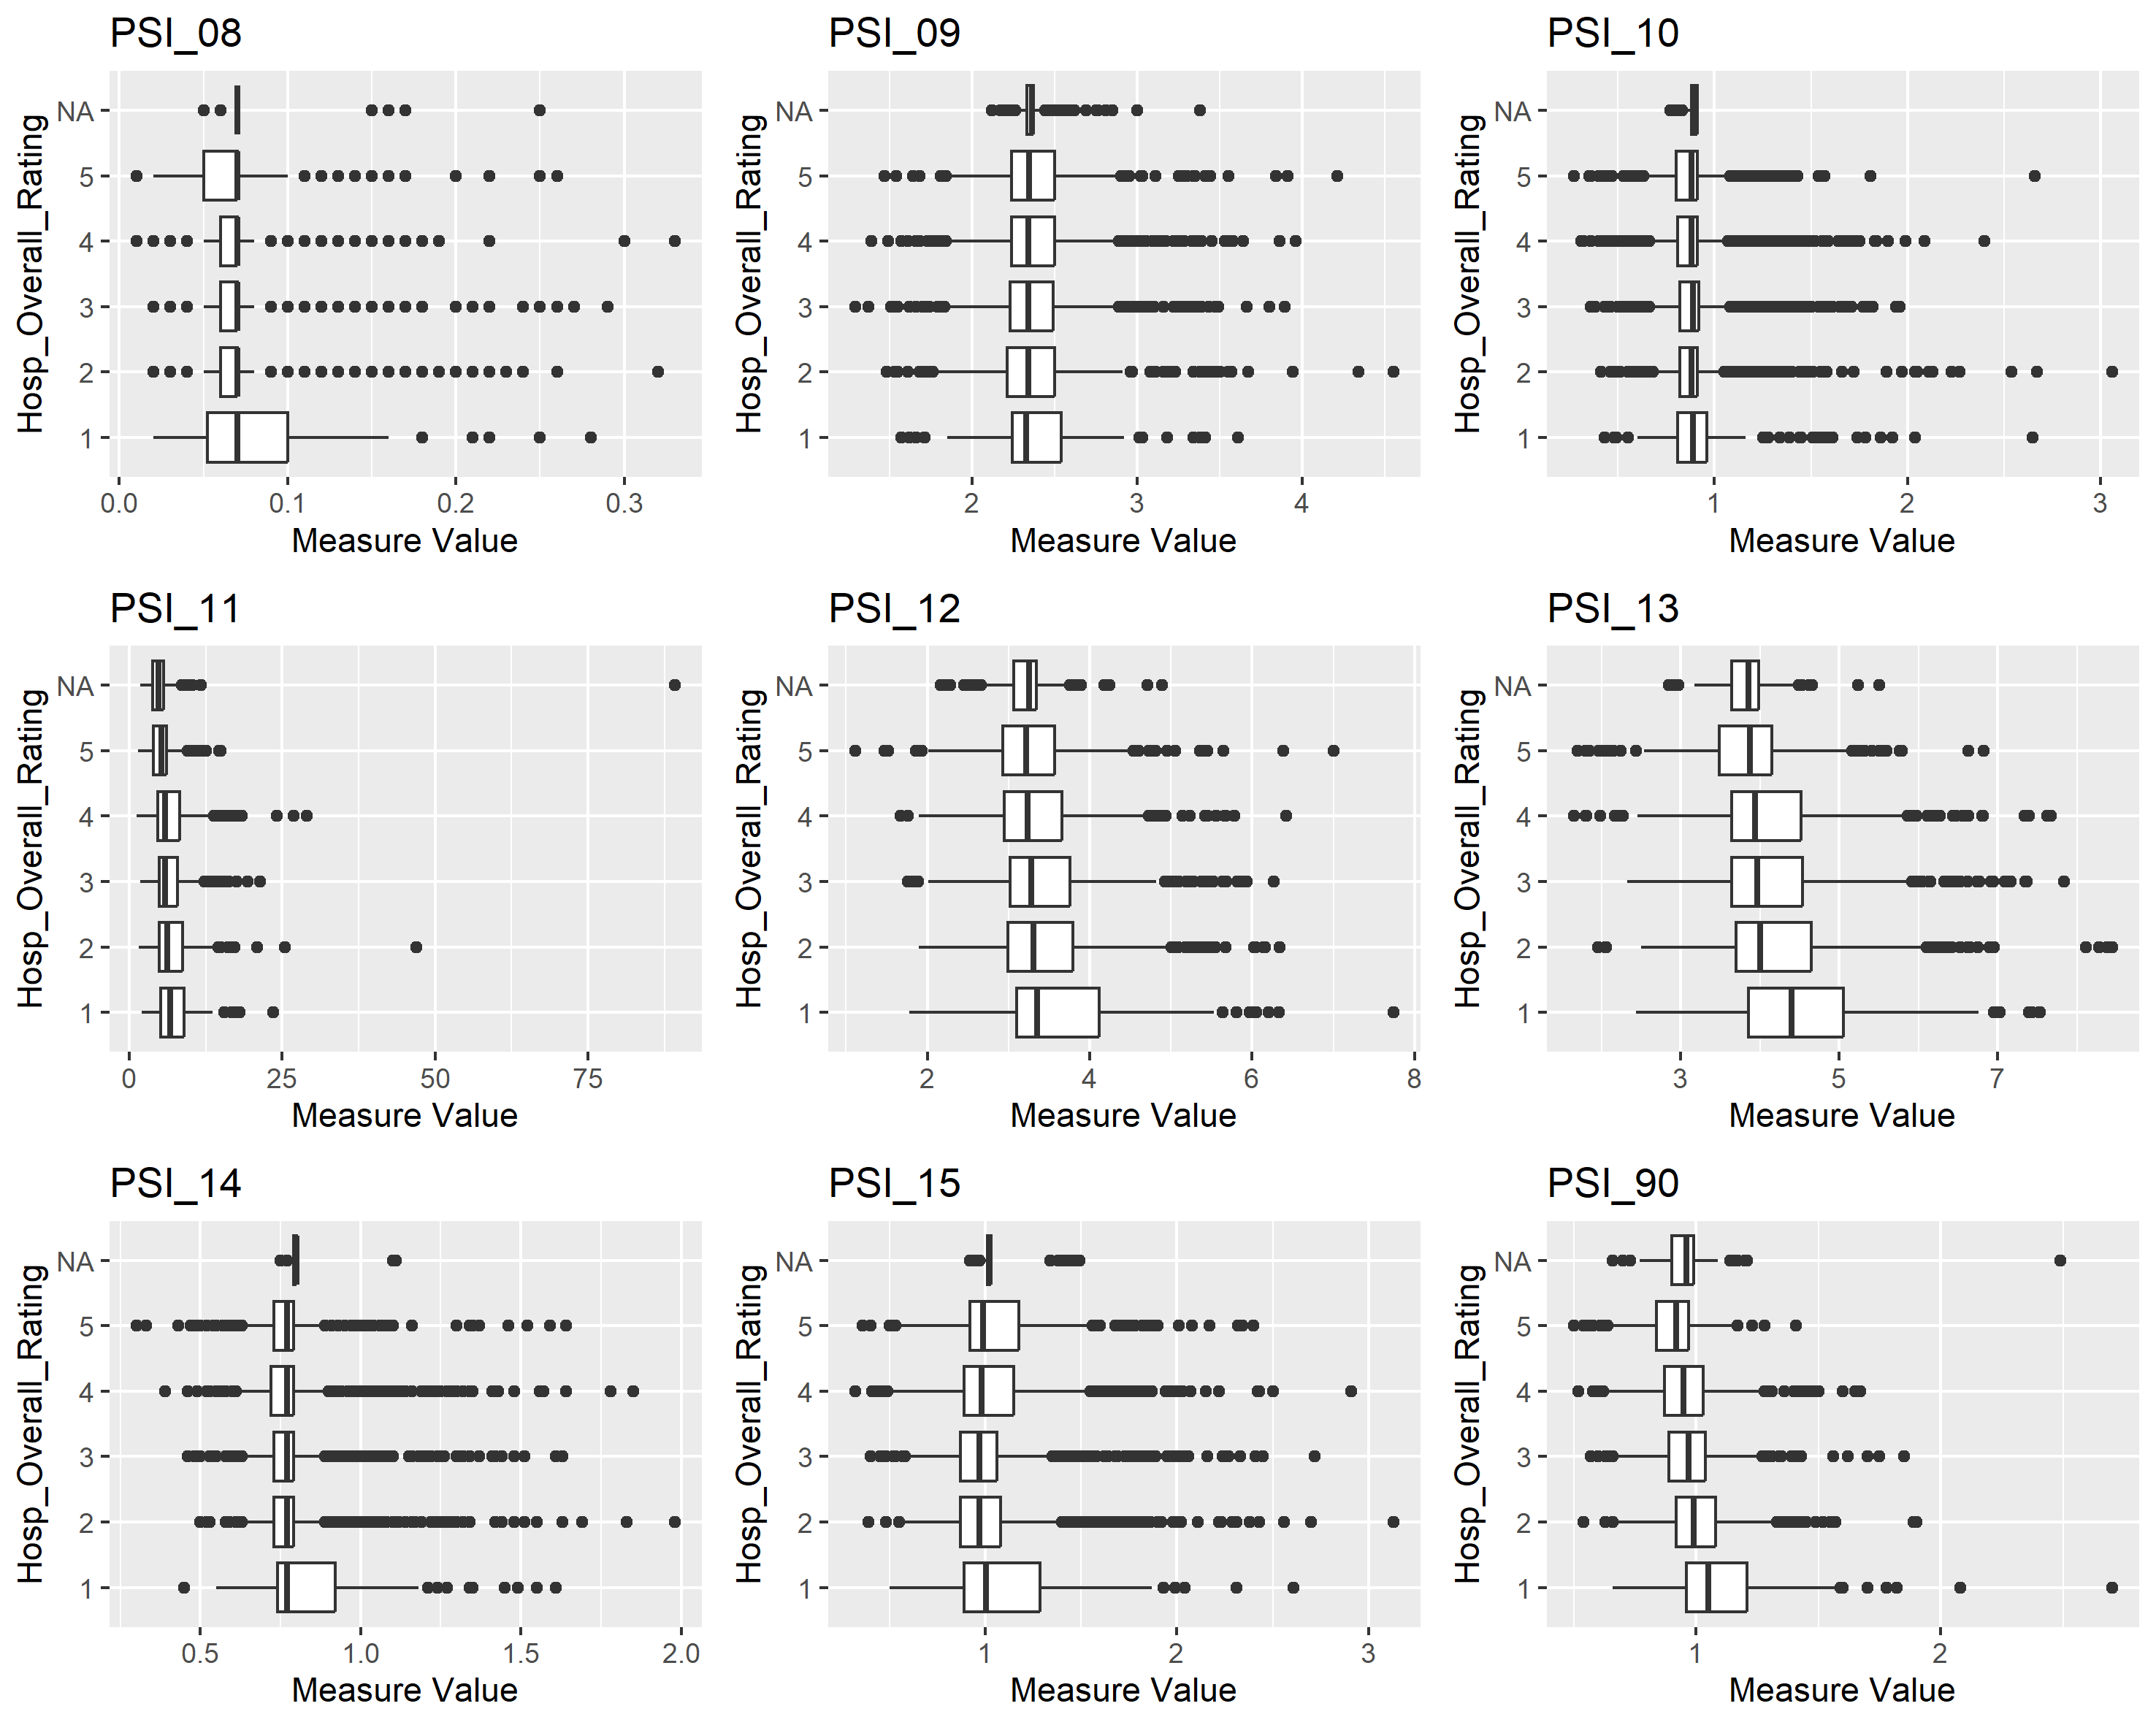 PSI_08
Hosp_Overall_Rating
NA
5
4
3
2
1
0.0 0.1 0.2 0.3
Measure Value
PSI_09
Hosp_Overall_Rating
NA
5
4
3
2
1
2 3 4
Measure Value
PSI_10
Hosp_Overall_Rating
NA
5
4
3
2
1
1 2 3
Measure Value
PSI_11
Hosp_Overall_Rating
NA
5
4
3
2
1
0 25 50 75
Measure Value
PSI_12
Hosp_Overall_Rating
NA
5
4
3
2
1
2 4 6 8
Measure Value
PSI_13
Hosp_Overall_Rating
NA
5
4
3
2
1
3 5 7
Measure Value
PSI_14
Hosp_Overall_Rating
NA
5
4
3
2
1
0.5 1.0 1.5 2.0
Measure Value
PSI_15
Hosp_Overall_Rating
NA
5
4
3
2
1
1 2 3
Measure Value
PSI_90
Hosp_Overall_Rating
NA
5
4
3
2
1
1 2
Measure Value